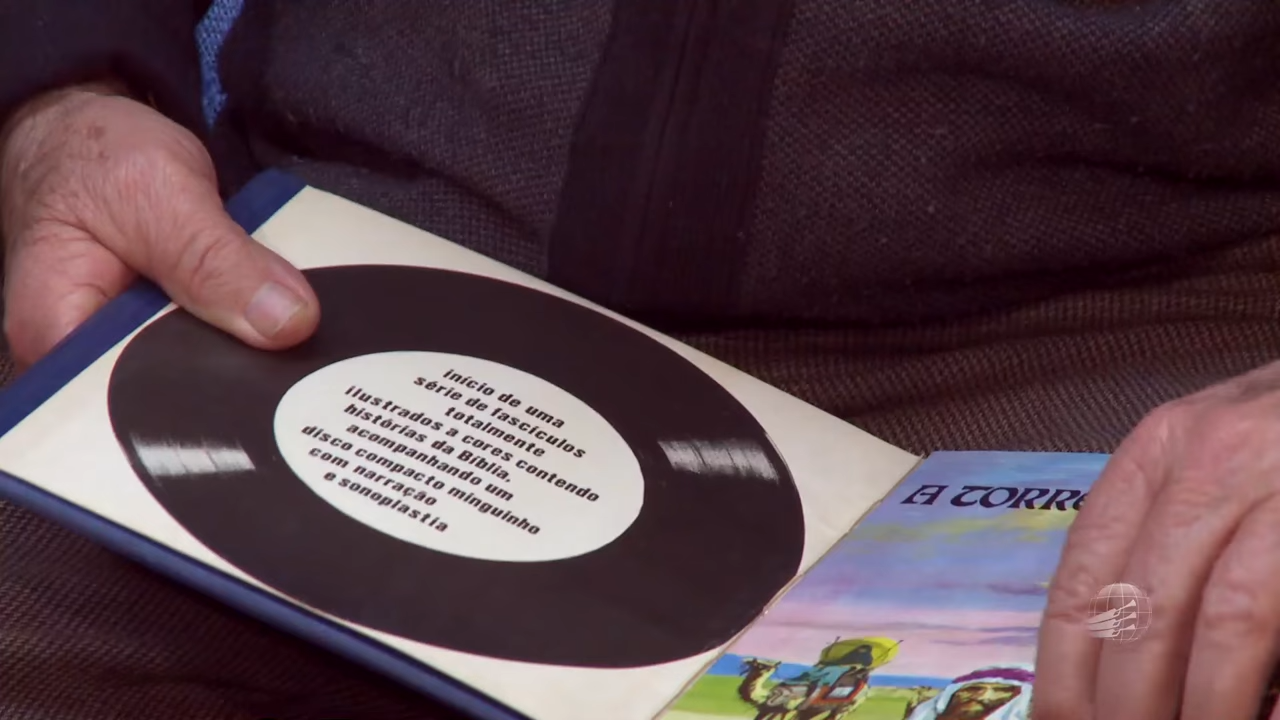 início de uma
série de fascículos
totalmente
ilustrados a cores contendo
histórias da Bíblia,
acompanhando um
disco compacto minguinho
com narração
e sonoplastia
A TORRE